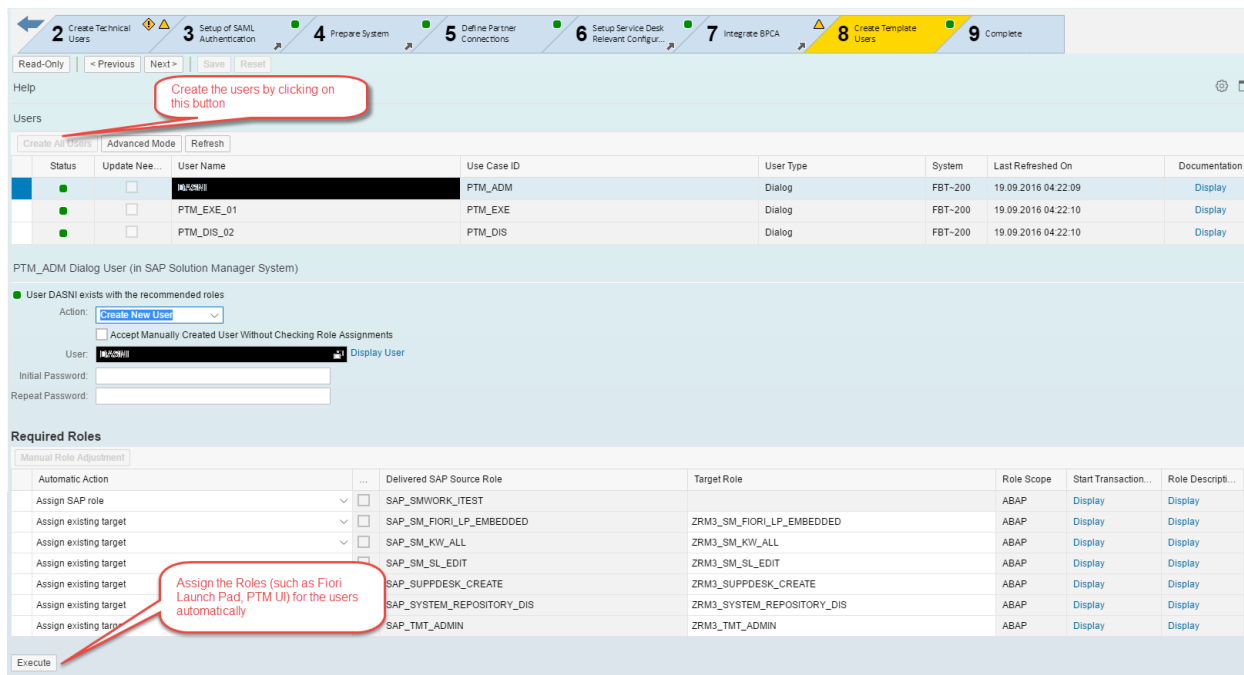 2 Create Technical Users
3 Setup of SAML Authentication
4 Prepare System
5 Define Partner Connections
6 Setup Service Desk Relevant Configur...
7 Integrate BPCA
8 Create Template Users
9 Complete
Read-Only < Previous Next > Save Reset
Help
Create the users by clicking on
this button
Users
Create All Users Advanced Mode Refresh
Status Update Nee... User Name Use Case ID User Type System Last Refreshed On Documentation
PTM_ADM Dialog FBT~200 19.09.2016 04:22:09 Display
PTM_EXE_01 PTM_EXE Dialog FBT~200 19.09.2016 04:22:10 Display
PTM_DIS_02 PTM_DIS Dialog FBT~200 19.09.2016 04:22:10 Display
PTM_ADM Dialog User (in SAP Solution Manager System)
User DASNI exists with the recommended roles
Action: Create New User
Accept Manually Created User Without Checking Role Assignments
User: Display User
Initial Password:
Repeat Password:
Required Roles
Manual Role Adjustment
Automatic Action ... Delivered SAP Source Role Target Role Role Scope Start Transaction... Role Descripti...
Assign SAP role SAP_SMWORK_ITEST ABAP Display Display
Assign existing target SAP_SM_FIORI_LP_EMBEDDED ZRM3_SM_FIORI_LP_EMBEDDED ABAP Display Display
Assign existing target SAP_SM_KW_ALL ZRM3_SM_KW_ALL ABAP Display Display
Assign existing target SAP_SM_SL_EDIT ZRM3_SM_SL_EDIT ABAP Display Display
Assign existing target SAP_SUPPDESK_CREATE ZRM3_SUPPDESK_CREATE ABAP Display Display
Assign existing target SAP_SYSTEM_REPOSITORY_DIS ZRM3_SYSTEM_REPOSITORY_DIS ABAP Display Display
Assign existing targ SAP_TMT_ADMIN ZRM3_TMT_ADMIN ABAP Display Display
Assign the Roles (such as Fiori
Launch Pad, PTM UI) for the users
automatically
Execute